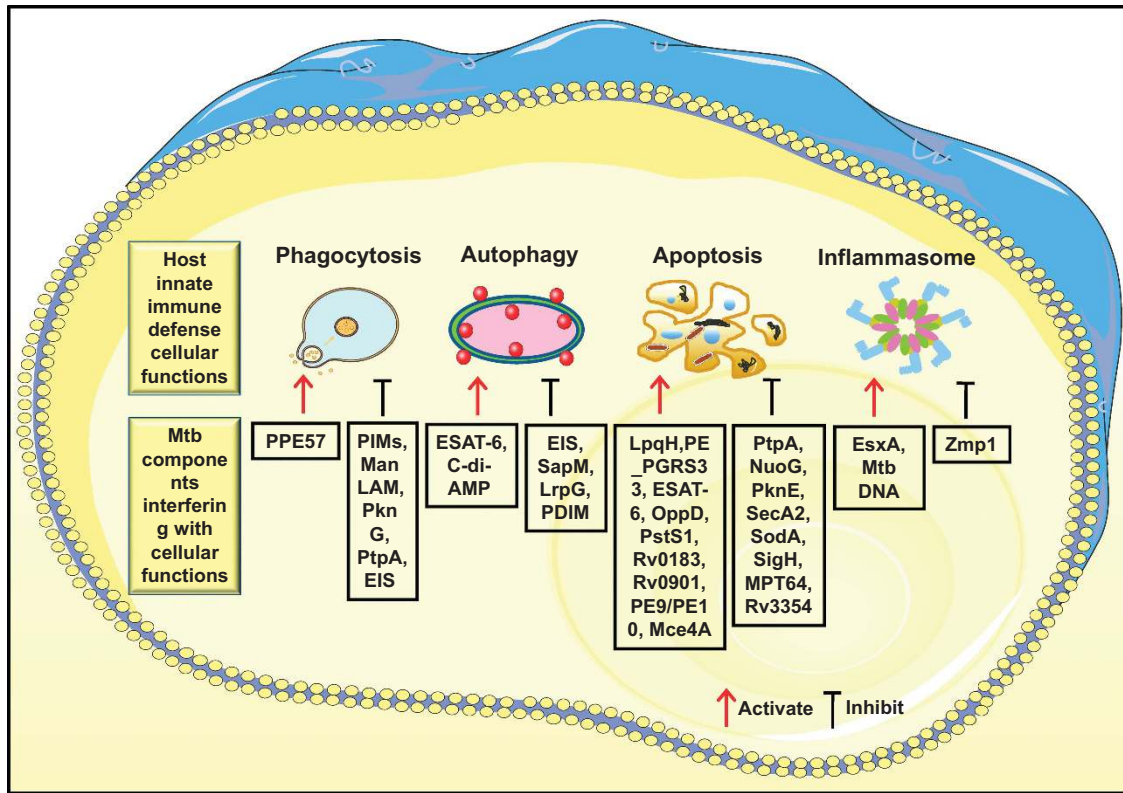 Host
innate
immune
defense
cellular
functions
Phagocytosis
Autophagy
Apoptosis
Inflammasome
Mtb
compone
nts
interferin
g with
cellular
functions
PPE57
PIMs,
Man
LAM,
Pkn
G,
PtpA,
EIS
ESAT-6,
C-di-
AMP
EIS,
SapM,
LrpG,
PDIM
LpqH,PE
_PGRS3
3, ESAT-
6, OppD,
PstS1,
Rv0183,
Rv0901,
PE9/PE1
0, Mce4A
PtpA,
NuoG,
PknE,
SecA2,
SodA,
SigH,
MPT64,
Rv3354
EsxA,
Mtb
DNA
Zmp1
Activate
Inhibit